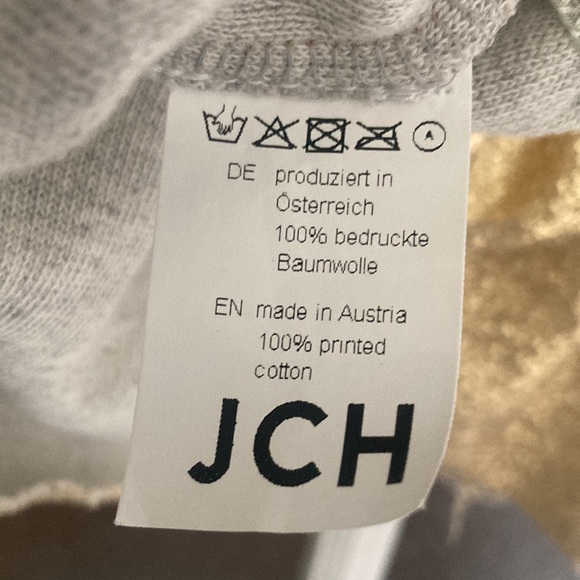 A
DE produziert in
Österreich
100% bedruckte
Baumwolle
EN made in Austria
100% printed
cotton
JCH